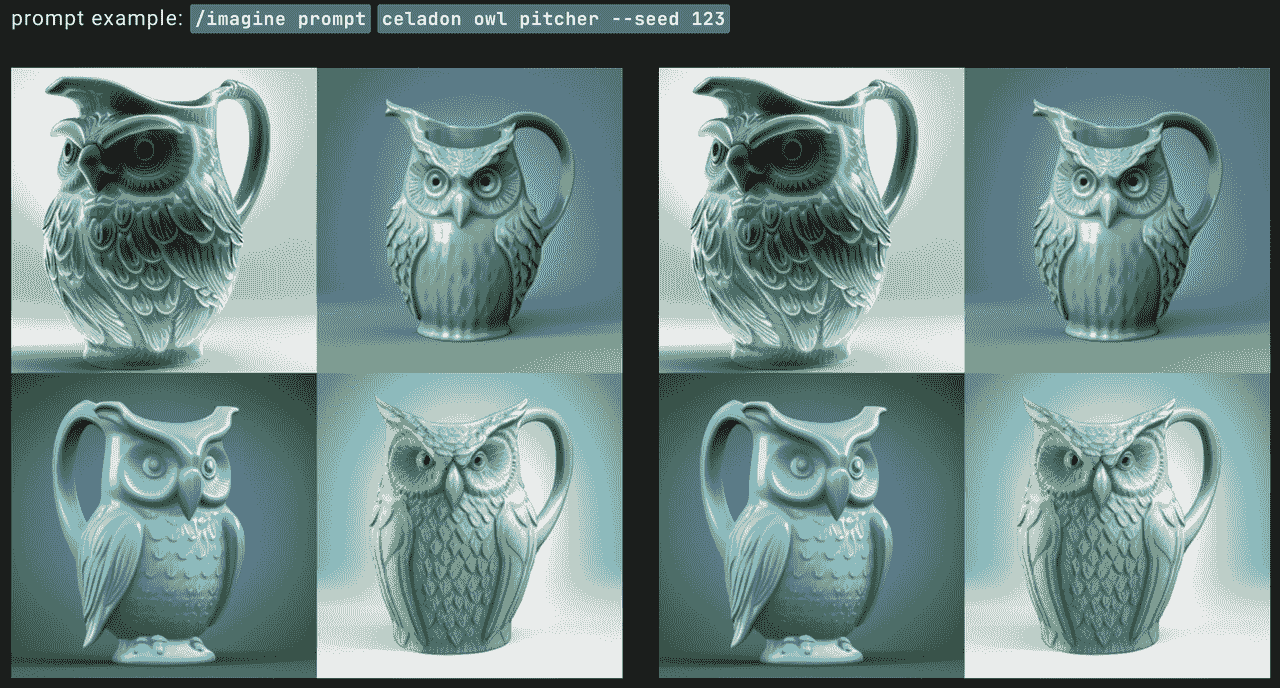 prompt example: /imagine prompt celadon owl pitcher --seed 123